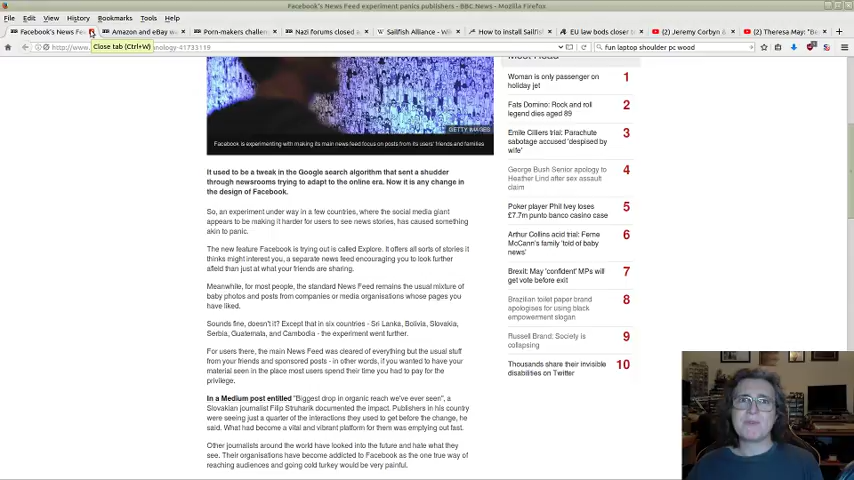 Facebook's News Feed experiment panics publishers - BBC News - Mozilla Firefox
File Edit View History Bookmarks Tools Help
Facebook's News Fee
Amazon and eBay w
Porn-makers challen
Nazi forums closed a
Sailfish Alliance - Wi
How to install Sailfis
EU law bods closer t
(2) Jeremy Corbyn &
(2) Theresa May: "Be
Close tab (Ctrl+W)
http://www.
nology-41733119
fun laptop shoulder pc wood
GETTY IMAGES
Facebook is experimenting with making its main news feed focus on posts from its users' friends and families
It used to be a tweak in the Google search algorithm that sent a shudder
through newsrooms trying to adapt to the online era. Now it is any change in
the design of Facebook.
So, an experiment under way in a few countries, where the social media giant
appears to be making it harder for users to see news stories, has caused something
akin to panic.
The new feature Facebook is trying out is called Explore. It offers all sorts of stories it
thinks might interest you, a separate news feed encouraging you to look further
afield than just at what your friends are sharing.
Meanwhile, for most people, the standard News Feed remains the usual mixture of
baby photos and posts from companies or media organisations whose pages you
have liked.
Sounds fine, doesn't it? Except that in six countries - Sri Lanka, Bolivia, Slovakia,
Serbia, Guatemala, and Cambodia - the experiment went further.
For users there, the main News Feed was cleared of everything but the usual stuff
from your friends and sponsored posts - in other words, if you wanted to have your
material seen in the place most users spend their time you had to pay for the
privilege.
In a Medium post entitled "Biggest drop in organic reach we've ever seen", a
Slovakian journalist Filip Struharik documented the impact. Publishers in his country
were seeing just a quarter of the interactions they used to get before the change, he
said. What had become a vital and vibrant platform for them was emptying out fast.
Other journalists around the world have looked into the future and hate what they
see. Their organisations have become addicted to Facebook as the one true way of
reaching audiences and going cold turkey would be very painful.
Most Read
Woman is only passenger on
holiday jet
1
Fats Domino: Rock and roll
legend dies aged 89
2
Emile Cilliers trial: Parachute
sabotage accused 'despised by
wife'
3
George Bush Senior apology to
Heather Lind after sex assault
claim
4
Poker player Phil Ivey loses
£7.7m punto banco casino case
5
Arthur Collins acid trial: Ferne
McCann's family 'told of baby
news'
6
Brexit: May 'confident' MPs will
get vote before exit
7
Brazilian toilet paper brand
apologises for using black
empowerment slogan
8
Russell Brand: Society is
collapsing
9
Thousands share their invisible
disabilities on Twitter
10